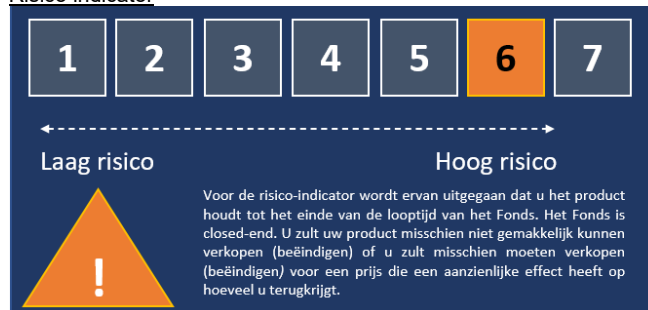 Risico indicator
1 2 3 4 5 6 7
Laag risico Hoog risico
Voor de risico-indicator wordt ervan uitgegaan dat u het product
houdt tot het einde van de looptijd van het Fonds. Het Fonds is
closed-end. U zult uw product misschien niet gemakkelijk kunnen
verkopen (beëindigen) of u zult misschien moeten verkopen
(beëindigen) voor een prijs die een aanzienlijke effect heeft op
hoeveel u terugkrijgt.
!